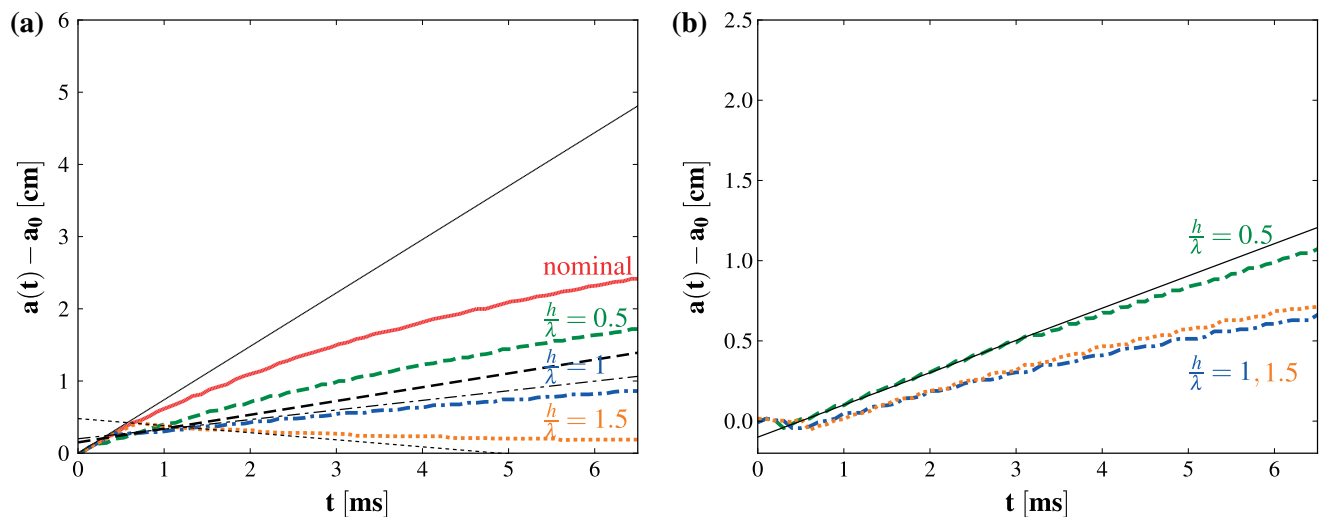 (a)
6
5
4
3
2
1
0
a(t) − a₀ [cm]
nominal
h/λ = 0.5
h/λ = 1
h/λ = 1.5
0 1 2 3 4 5 6
t [ms]
(b)
2.5
2.0
1.5
1.0
0.5
0.0
a(t) − a₀ [cm]
h/λ = 0.5
h/λ = 1, 1.5
0 1 2 3 4 5 6
t [ms]